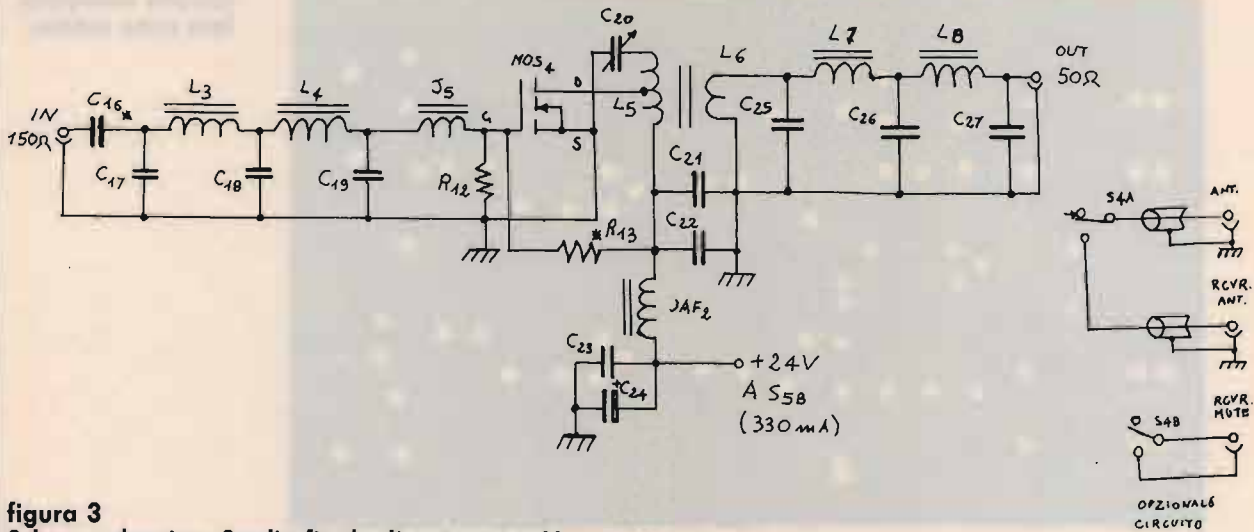 C20
L7
L8
OUT
50Ω
L6
MOS4
D
L5
G
S
IN
150Ω
C16*
L3
L4
J5
C17
C18
C19
R12
C25
C26
C27
C21
C22
*R13
JAF2
C23
+
C24
+24V
A S5B
(330mA)
S4A
ANT.
RCVR.
ANT.
RCVR.
MUTE
S4B
OPZIONALE
CIRCUITO
figura 3